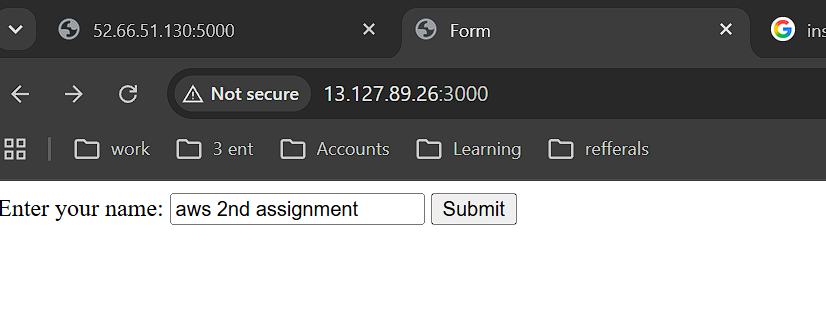 52.66.51.130:5000
Form
ins
Not secure
13.127.89.26:3000
work
3 ent
Accounts
Learning
refferals
Enter your name: aws 2nd assignment Submit